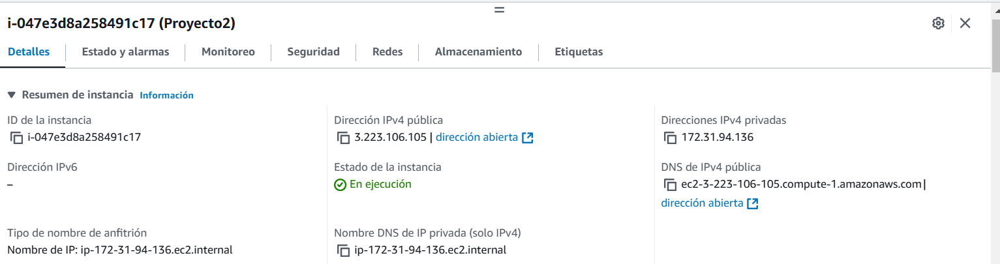 i-047e3d8a258491c17 (Proyecto2)
Detalles Estado y alarmas Monitoreo Seguridad Redes Almacenamiento Etiquetas
Resumen de instancia Información
ID de la instancia
i-047e3d8a258491c17
Dirección IPv4 pública
3.223.106.105 | dirección abierta
Direcciones IPv4 privadas
172.31.94.136
Dirección IPv6
–
Estado de la instancia
En ejecución
DNS de IPv4 pública
ec2-3-223-106-105.compute-1.amazonaws.com |
dirección abierta
Tipo de nombre de anfitrión
Nombre de IP: ip-172-31-94-136.ec2.internal
Nombre DNS de IP privada (solo IPv4)
ip-172-31-94-136.ec2.internal